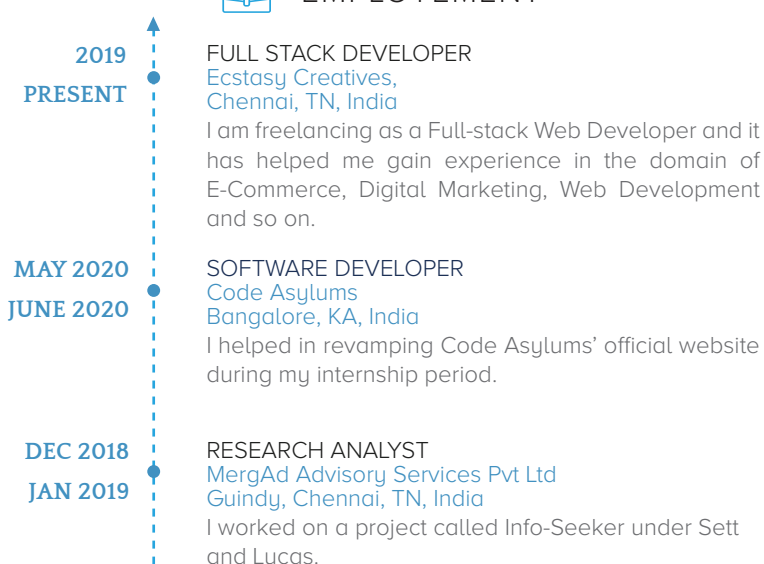 2019
PRESENT
FULL STACK DEVELOPER
Ecstasy Creatives,
Chennai, TN, India
I am freelancing as a Full-stack Web Developer and it
has helped me gain experience in the domain of
E-Commerce, Digital Marketing, Web Development
and so on.
MAY 2020
JUNE 2020
SOFTWARE DEVELOPER
Code Asylums
Bangalore, KA, India
I helped in revamping Code Asylums’ official website
during my internship period.
DEC 2018
JAN 2019
RESEARCH ANALYST
MergAd Advisory Services Pvt Ltd
Guindy, Chennai, TN, India
I worked on a project called Info-Seeker under Sett
and Lucas.